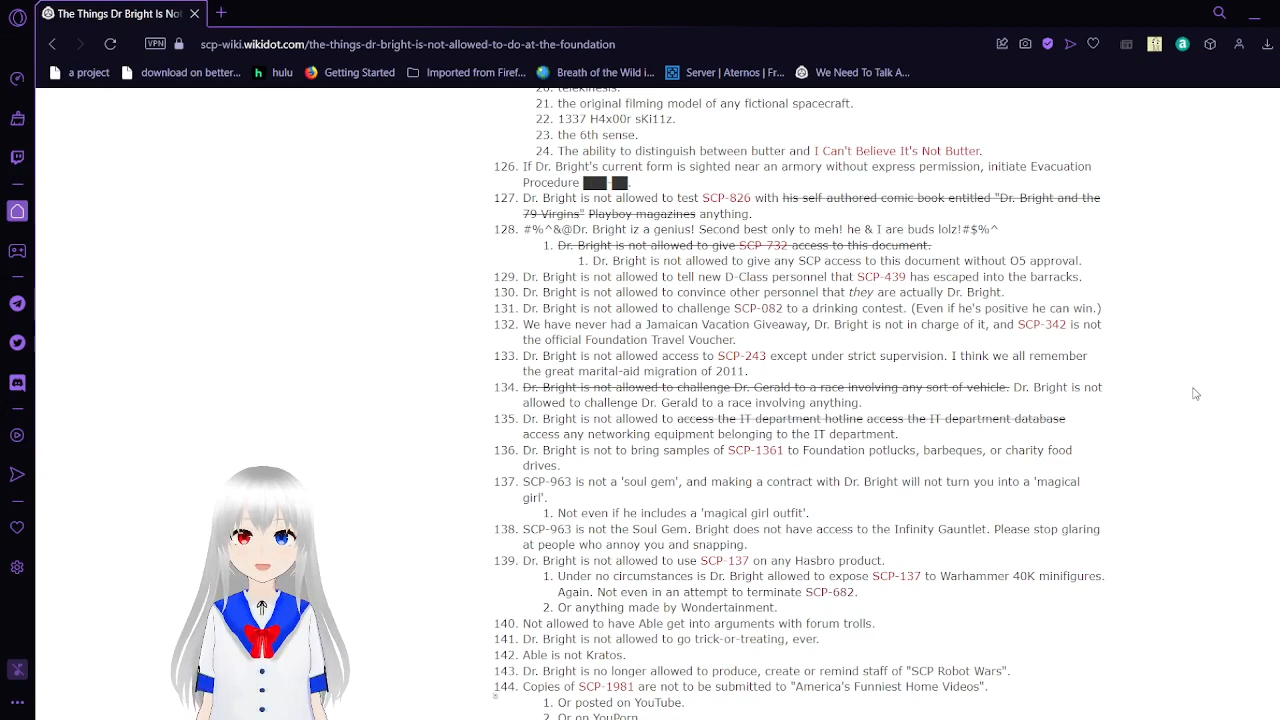 The Things Dr Bright Is Not
VPN
scp-wiki.wikidot.com/the-things-dr-bright-is-not-allowed-to-do-at-the-foundation
a project
download on better...
hulu
Getting Started
Imported from Firef...
Breath of the Wild i...
Server | Aternos | Fr...
We Need To Talk A...
20. telekinesis.
21. the original filming model of any fictional spacecraft.
22. 1337 H4x00r sKi11z.
23. the 6th sense.
24. The ability to distinguish between butter and I Can't Believe It's Not Butter.
126. If Dr. Bright's current form is sighted near an armory without express permission, initiate Evacuation
Procedure ███-██.
127. Dr. Bright is not allowed to test SCP-826 with his self authored comic book entitled "Dr. Bright and the
79 Virgins" Playboy magazines anything.
128. #%^&@Dr. Bright iz a genius! Second best only to meh! he & I are buds lolz!#$%^
1. Dr. Bright is not allowed to give SCP-732 access to this document.
1. Dr. Bright is not allowed to give any SCP access to this document without O5 approval.
129. Dr. Bright is not allowed to tell new D-Class personnel that SCP-439 has escaped into the barracks.
130. Dr. Bright is not allowed to convince other personnel that they are actually Dr. Bright.
131. Dr. Bright is not allowed to challenge SCP-082 to a drinking contest. (Even if he's positive he can win.)
132. We have never had a Jamaican Vacation Giveaway, Dr. Bright is not in charge of it, and SCP-342 is not
the official Foundation Travel Voucher.
133. Dr. Bright is not allowed access to SCP-243 except under strict supervision. I think we all remember
the great marital-aid migration of 2011.
134. Dr. Bright is not allowed to challenge Dr. Gerald to a race involving any sort of vehicle. Dr. Bright is not
allowed to challenge Dr. Gerald to a race involving anything.
135. Dr. Bright is not allowed to access the IT department hotline access the IT department database
access any networking equipment belonging to the IT department.
136. Dr. Bright is not to bring samples of SCP-1361 to Foundation potlucks, barbeques, or charity food
drives.
137. SCP-963 is not a 'soul gem', and making a contract with Dr. Bright will not turn you into a 'magical
girl'.
1. Not even if he includes a 'magical girl outfit'.
138. SCP-963 is not the Soul Gem. Bright does not have access to the Infinity Gauntlet. Please stop glaring
at people who annoy you and snapping.
139. Dr. Bright is not allowed to use SCP-137 on any Hasbro product.
1. Under no circumstances is Dr. Bright allowed to expose SCP-137 to Warhammer 40K minifigures.
Again. Not even in an attempt to terminate SCP-682.
2. Or anything made by Wondertainment.
140. Not allowed to have Able get into arguments with forum trolls.
141. Dr. Bright is not allowed to go trick-or-treating, ever.
142. Able is not Kratos.
143. Dr. Bright is no longer allowed to produce, create or remind staff of "SCP Robot Wars".
144. Copies of SCP-1981 are not to be submitted to "America's Funniest Home Videos".
1. Or posted on YouTube.
2. Or on YouPorn.